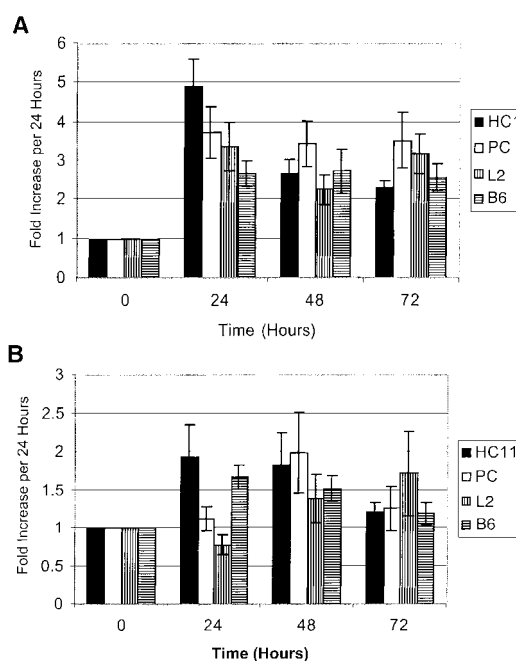 A
Fold Increase per 24 Hours
6
5
4
3
2
1
0
0 24 48 72
Time (Hours)
HC1
PC
L2
B6
B
Fold Increase per 24 Hours
3
2.5
2
1.5
1
0.5
0
0 24 48 72
Time (Hours)
HC11
PC
L2
B6